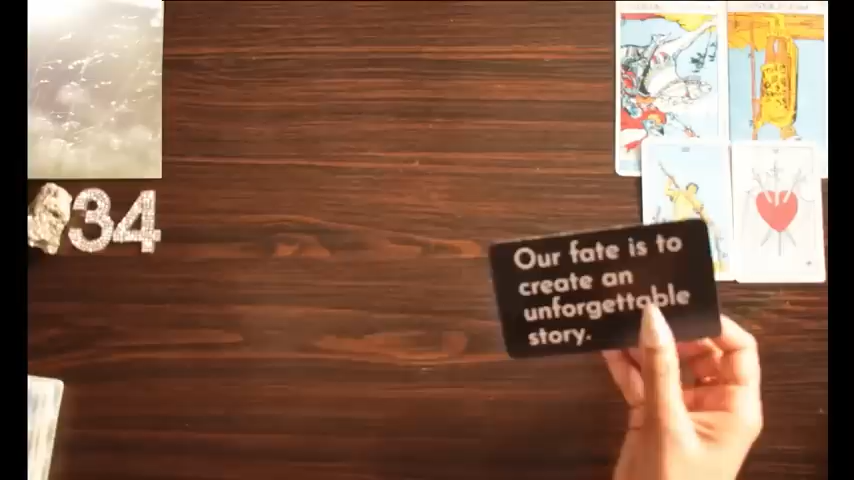 34
Our fate is to
create an
unforgettable
story.